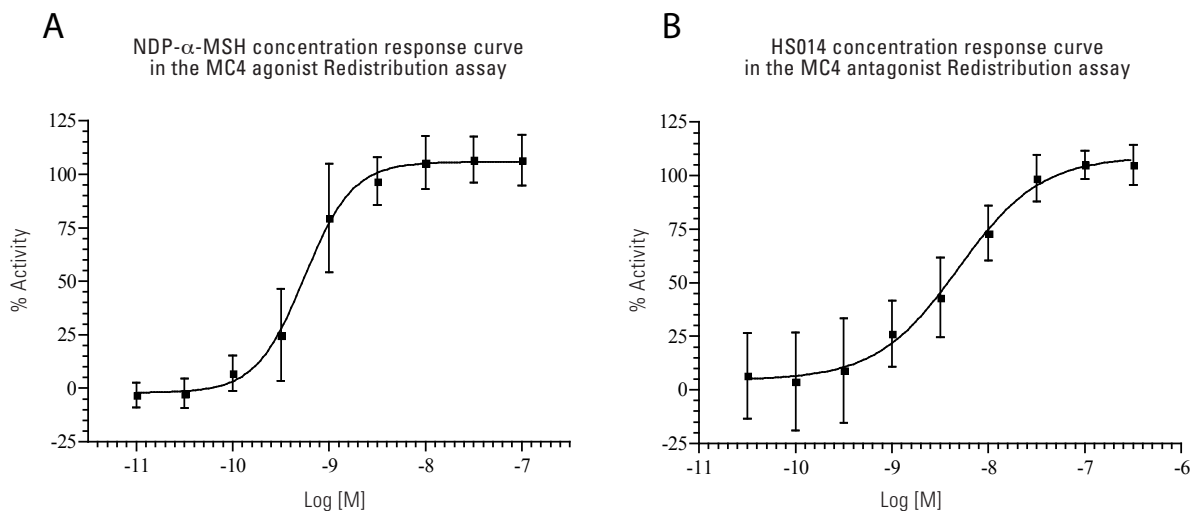 A
NDP-α-MSH concentration response curve
in the MC4 agonist Redistribution assay
125
100
75
50
25
0
-25
% Activity
-11
-10
-9
-8
-7
Log [M]
B
HS014 concentration response curve
in the MC4 antagonist Redistribution assay
125
100
75
50
25
0
-25
% Activity
-11
-10
-9
-8
-7
-6
Log [M]